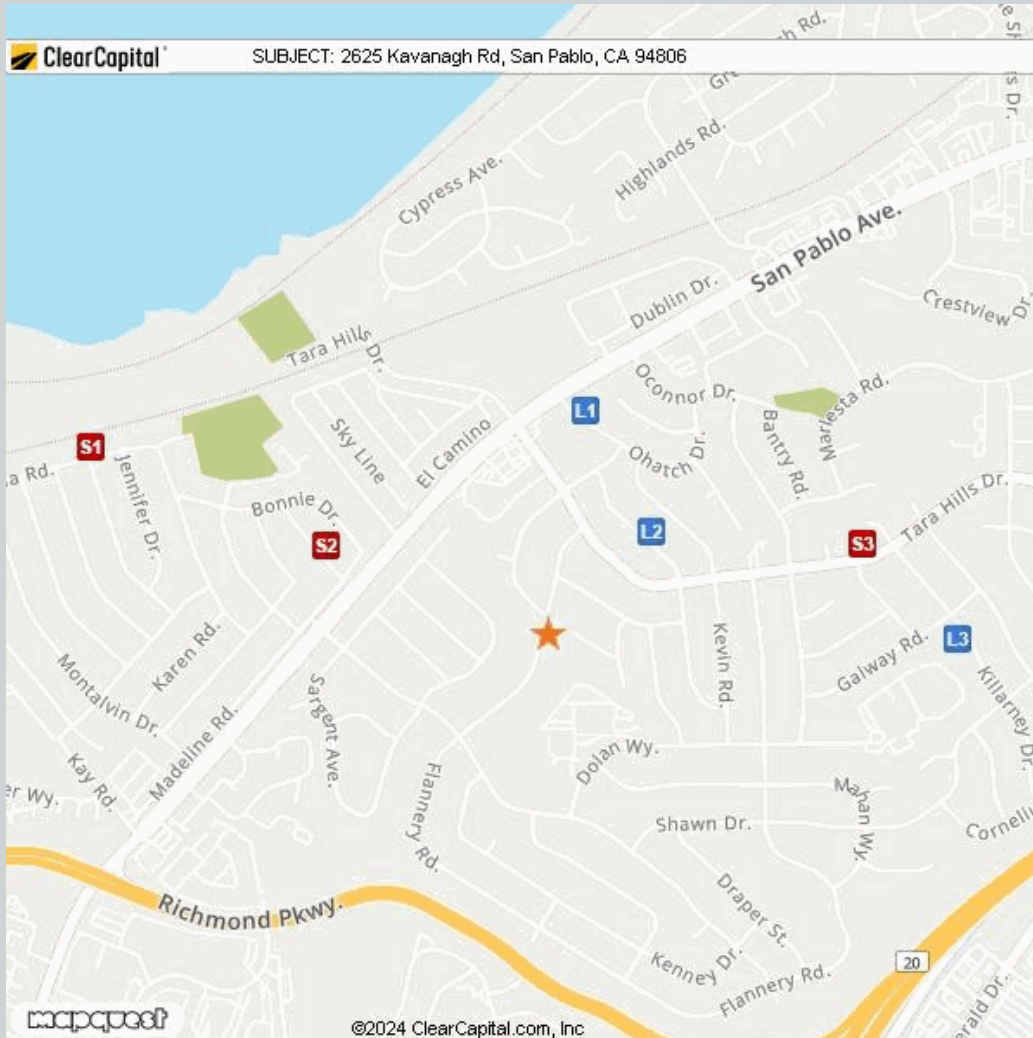 ClearCapital
SUBJECT: 2625 Kavanagh Rd, San Pablo, CA 94806
Highlands Rd.
Cypress Ave.
San Pablo Ave.
Dublin Dr.
Crestview Dr.
Tara Hills Dr.
Oconnor Dr.
L1
Merlesta Rd.
Bantry Rd.
El Camino
Sky Line
S1
Ohatch Dr.
Jennifer Dr.
Bonnie Dr.
Tara Hills Dr.
S2
L2
S3
L3
Kevin Rd.
Galway Rd.
Killarney Dr.
Karen Rd.
Montalvin Dr.
Sargent Ave.
Madeline Rd.
Dolan Wy.
Kay Rd.
Flannery Rd.
Mahan Wy.
Shawn Dr.
Richmond Pkwy.
Draper St.
Kenney Dr.
Flannery Rd.
20
mapquest
©2024 ClearCapital.com, Inc